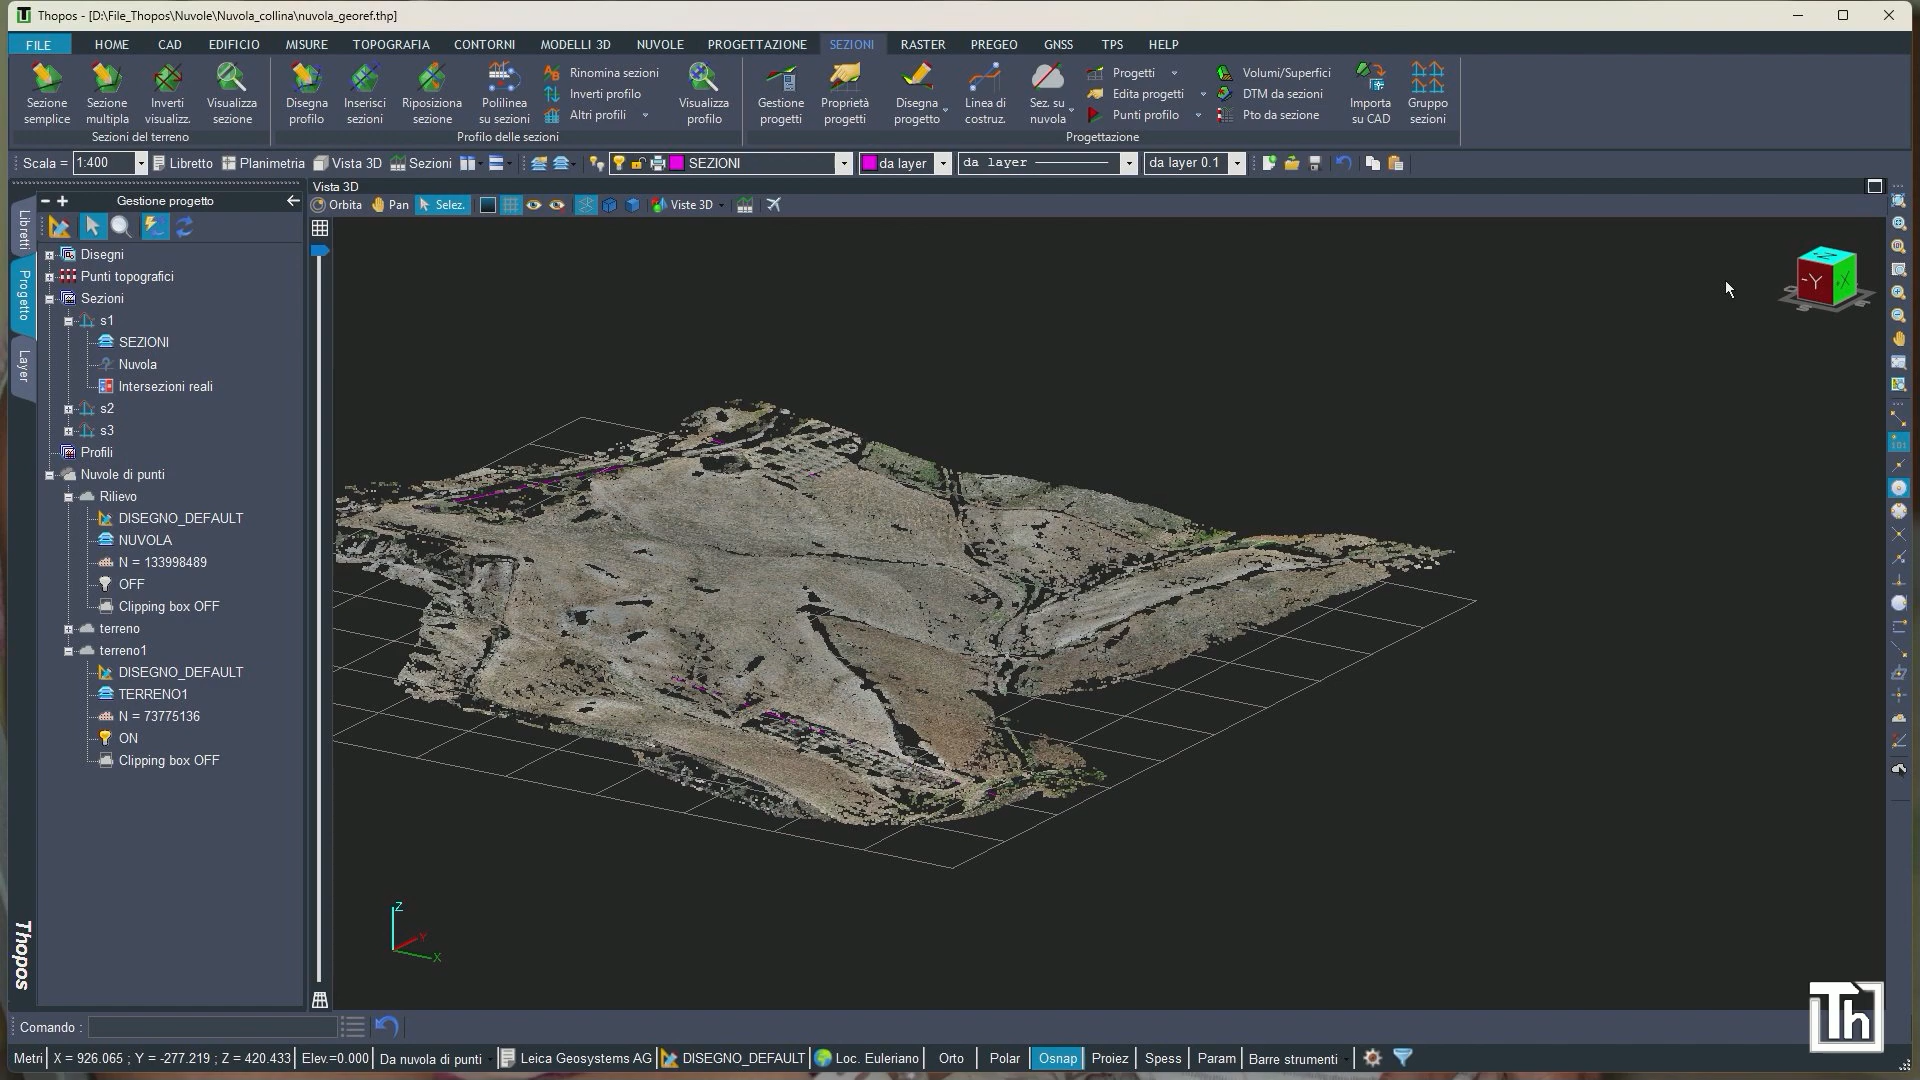 Thopos - [D:\File_Thopos\Nuvole\Nuvola_collina\nuvola_georef.thp]
FILE HOME CAD EDIFICIO MISURE TOPOGRAFIA CONTORNI MODELLI 3D NUVOLE PROGETTAZIONE SEZIONI RASTER PREGEO GNSS TPS HELP
Sezione semplice
Sezione multipla
Inverti visualizz.
Visualizza sezione
Sezioni del terreno
Disegna profilo
Inserisci sezioni
Riposiziona sezione
Polilinea su sezioni
Rinomina sezioni
Inverti profilo
Altri profili
Visualizza profilo
Profilo delle sezioni
Gestione progetti
Proprietà progetti
Disegna progetto
Linea di costruz.
Sez. su nuvola
Progetti
Edita progetti
Punti profilo
Volumi/Superfici
DTM da sezioni
Pto da sezione
Importa su CAD
Gruppo sezioni
Progettazione
Scala = 1:400 Libretto Planimetria Vista 3D Sezioni SEZIONI da layer da layer da layer 0.1
Vista 3D
Orbita Pan Selez. Viste 3D
Gestione progetto
Libretti
Progetto
Layer
Disegni
Punti topografici
Sezioni
s1
SEZIONI
Nuvola
Intersezioni reali
s2
s3
Profili
Nuvole di punti
Rilievo
DISEGNO_DEFAULT
NUVOLA
N = 133998489
OFF
Clipping box OFF
terreno
terreno1
DISEGNO_DEFAULT
TERRENO1
N = 73775136
ON
Clipping box OFF
Thopos
-Y
Z
Y
X
Th
Comando :
Metri X = 926.065 ; Y = -277.219 ; Z = 420.433 Elev.=0.000 Da nuvola di punti Leica Geosystems AG DISEGNO_DEFAULT Loc. Euleriano Orto Polar Osnap Proiez Spess Param Barre strumenti